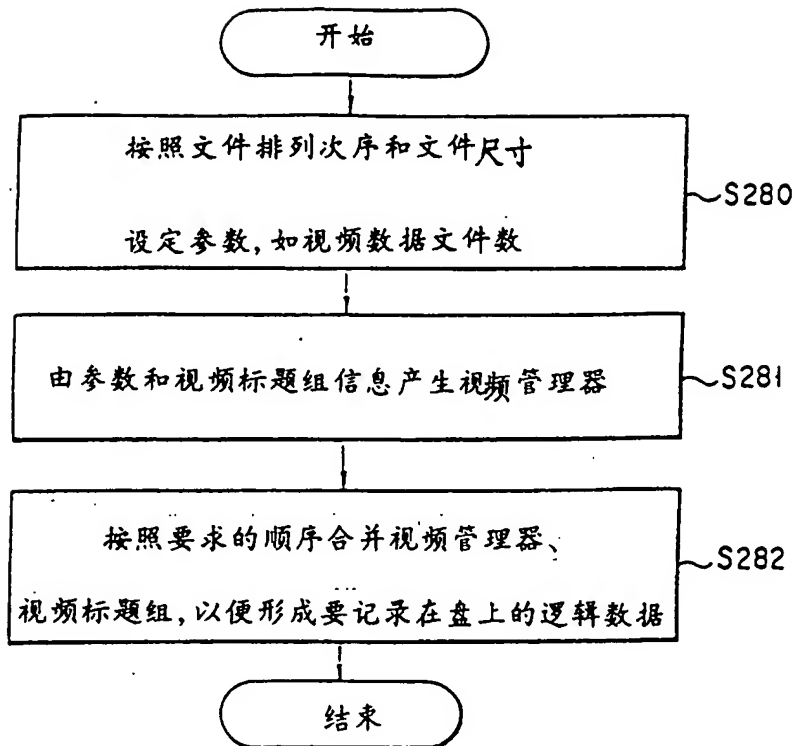 开始
按照文件排列次序和文件尺寸
设定参数,如视频数据文件数
S280
由参数和视频标题组信息产生视频管理器
S281
按照要求的顺序合并视频管理器、
视频标题组,以便形成要记录在盘上的逻辑数据
S282
结束